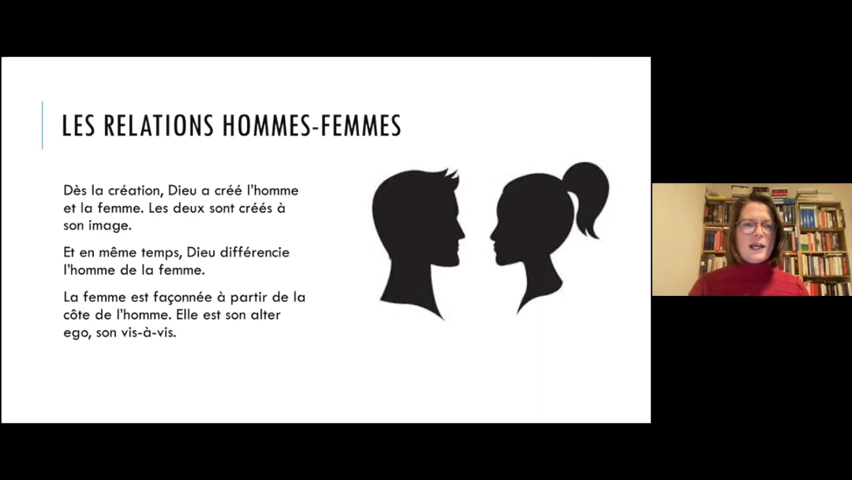 LES RELATIONS HOMMES-FEMMES
Dès la création, Dieu a créé l'homme
et la femme. Les deux sont créés à
son image.
Et en même temps, Dieu différencie
l'homme de la femme.
La femme est façonnée à partir de la
côte de l'homme. Elle est son alter
ego, son vis-à-vis.